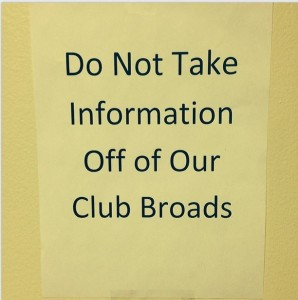 Do Not Take
Information
Off of Our
Club Broads